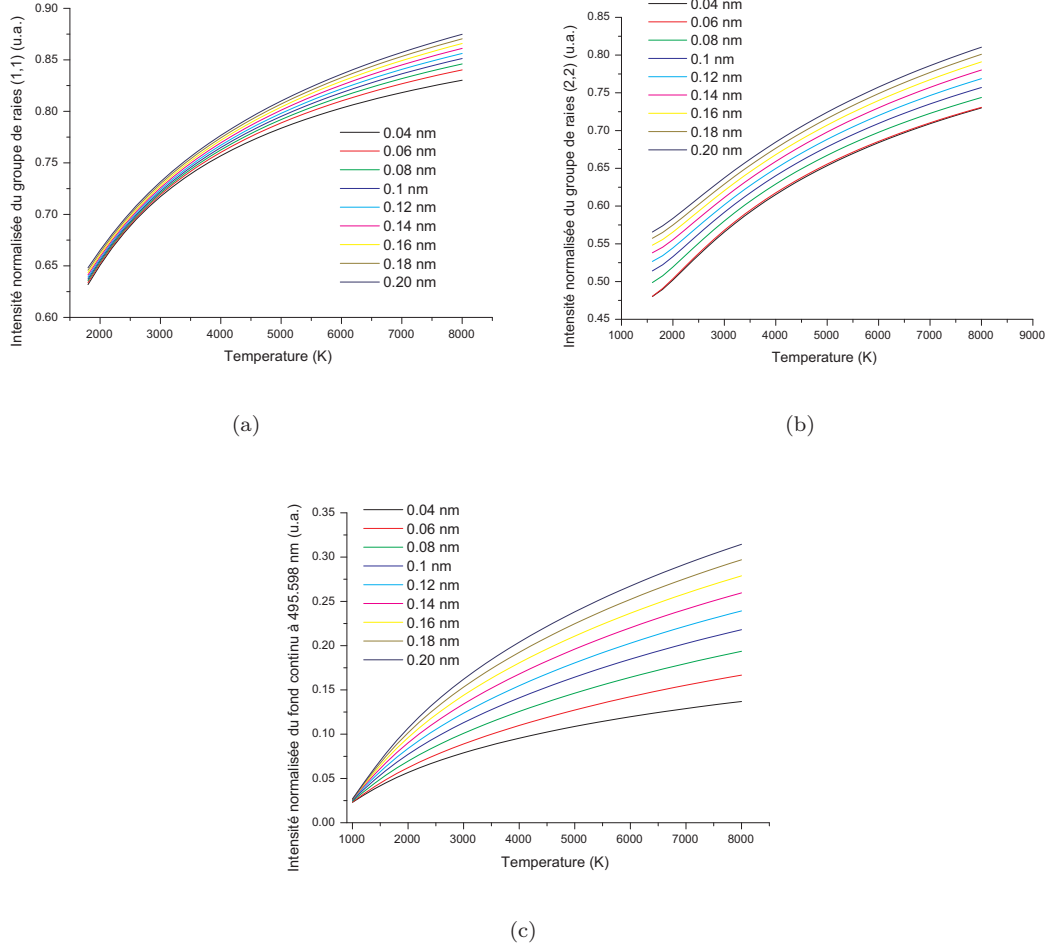 Intensité normalisée du groupe de raies (1,1) (u.a.)
0.90
0.85
0.80
0.75
0.70
0.65
0.60
0.04 nm
0.06 nm
0.08 nm
0.1 nm
0.12 nm
0.14 nm
0.16 nm
0.18 nm
0.20 nm
2000 3000 4000 5000 6000 7000 8000
Temperature (K)
(a)
Intensité normalisée du groupe de raies (2,2) (u.a.)
0.85
0.80
0.75
0.70
0.65
0.60
0.55
0.50
0.45
0.04 nm
0.06 nm
0.08 nm
0.1 nm
0.12 nm
0.14 nm
0.16 nm
0.18 nm
0.20 nm
1000 2000 3000 4000 5000 6000 7000 8000 9000
Temperature (K)
(b)
Intensité normalisée du fond continu à 495.598 nm (u.a.)
0.35
0.30
0.25
0.20
0.15
0.10
0.05
0.00
0.04 nm
0.06 nm
0.08 nm
0.1 nm
0.12 nm
0.14 nm
0.16 nm
0.18 nm
0.20 nm
1000 2000 3000 4000 5000 6000 7000 8000
Temperature (K)
(c)